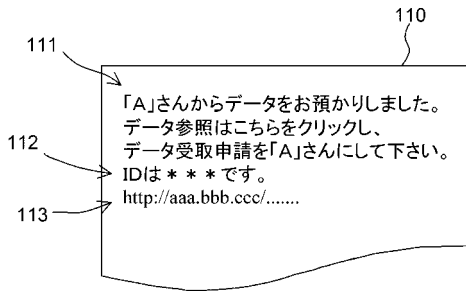 110
111
「A」さんからデータをお預かりしました。
データ参照はこちらをクリックし、
データ受取申請を「A」さんにして下さい。
112
IDは＊＊＊です。
113
http://aaa.bbb.ccc/.......